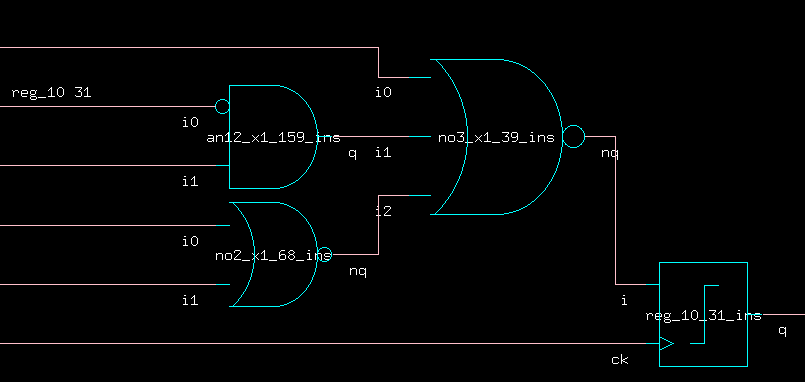 reg_10 31
i0
i0
an12_x1_159_ins
q
i1
no3_x1_39_ins
nq
i1
i2
i0
no2_x1_68_ins
nq
i1
i
reg_10_31_ins
q
ck